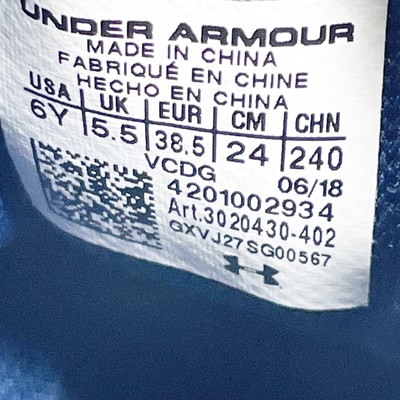 UNDER ARMOUR
MADE IN CHINA
FABRIQUÉ EN CHINE
HECHO EN CHINA
USA UK EUR CM CHN
6Y 5.5 38.5 24 240
VCDG 06/18
4201002934
Art.3020430-402
GXVJ27SG00567